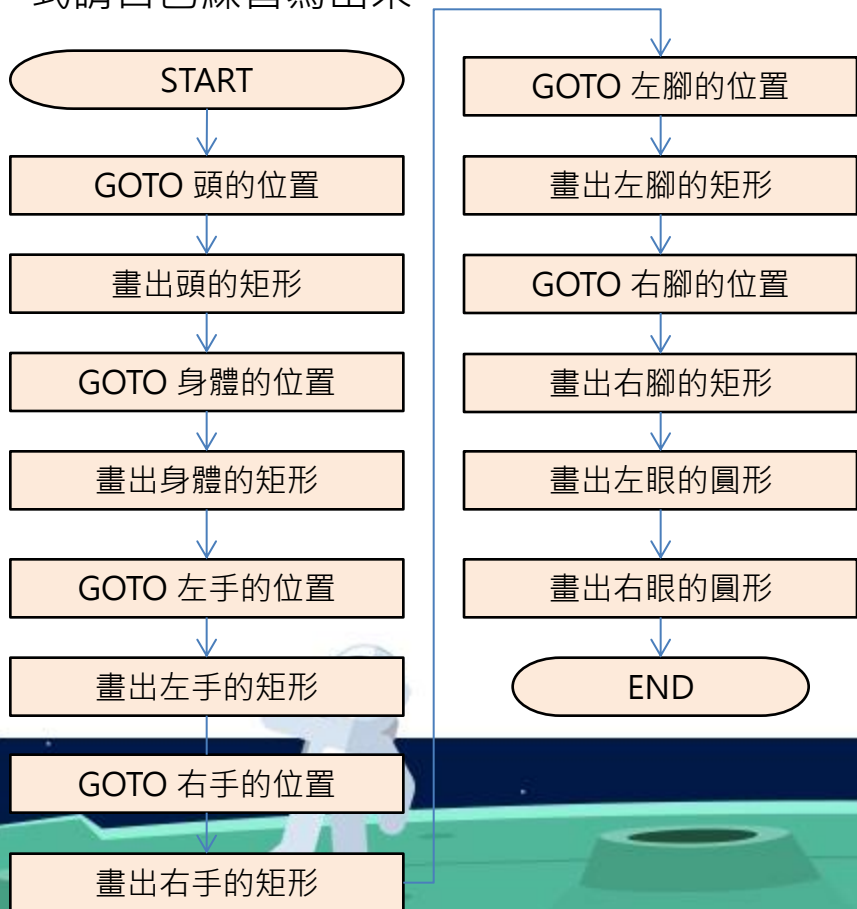 START
GOTO 頭的位置
畫出頭的矩形
GOTO 身體的位置
畫出身體的矩形
GOTO 左手的位置
畫出左手的矩形
GOTO 右手的位置
畫出右手的矩形
GOTO 左腳的位置
畫出左腳的矩形
GOTO 右腳的位置
畫出右腳的矩形
畫出左眼的圓形
畫出右眼的圓形
END